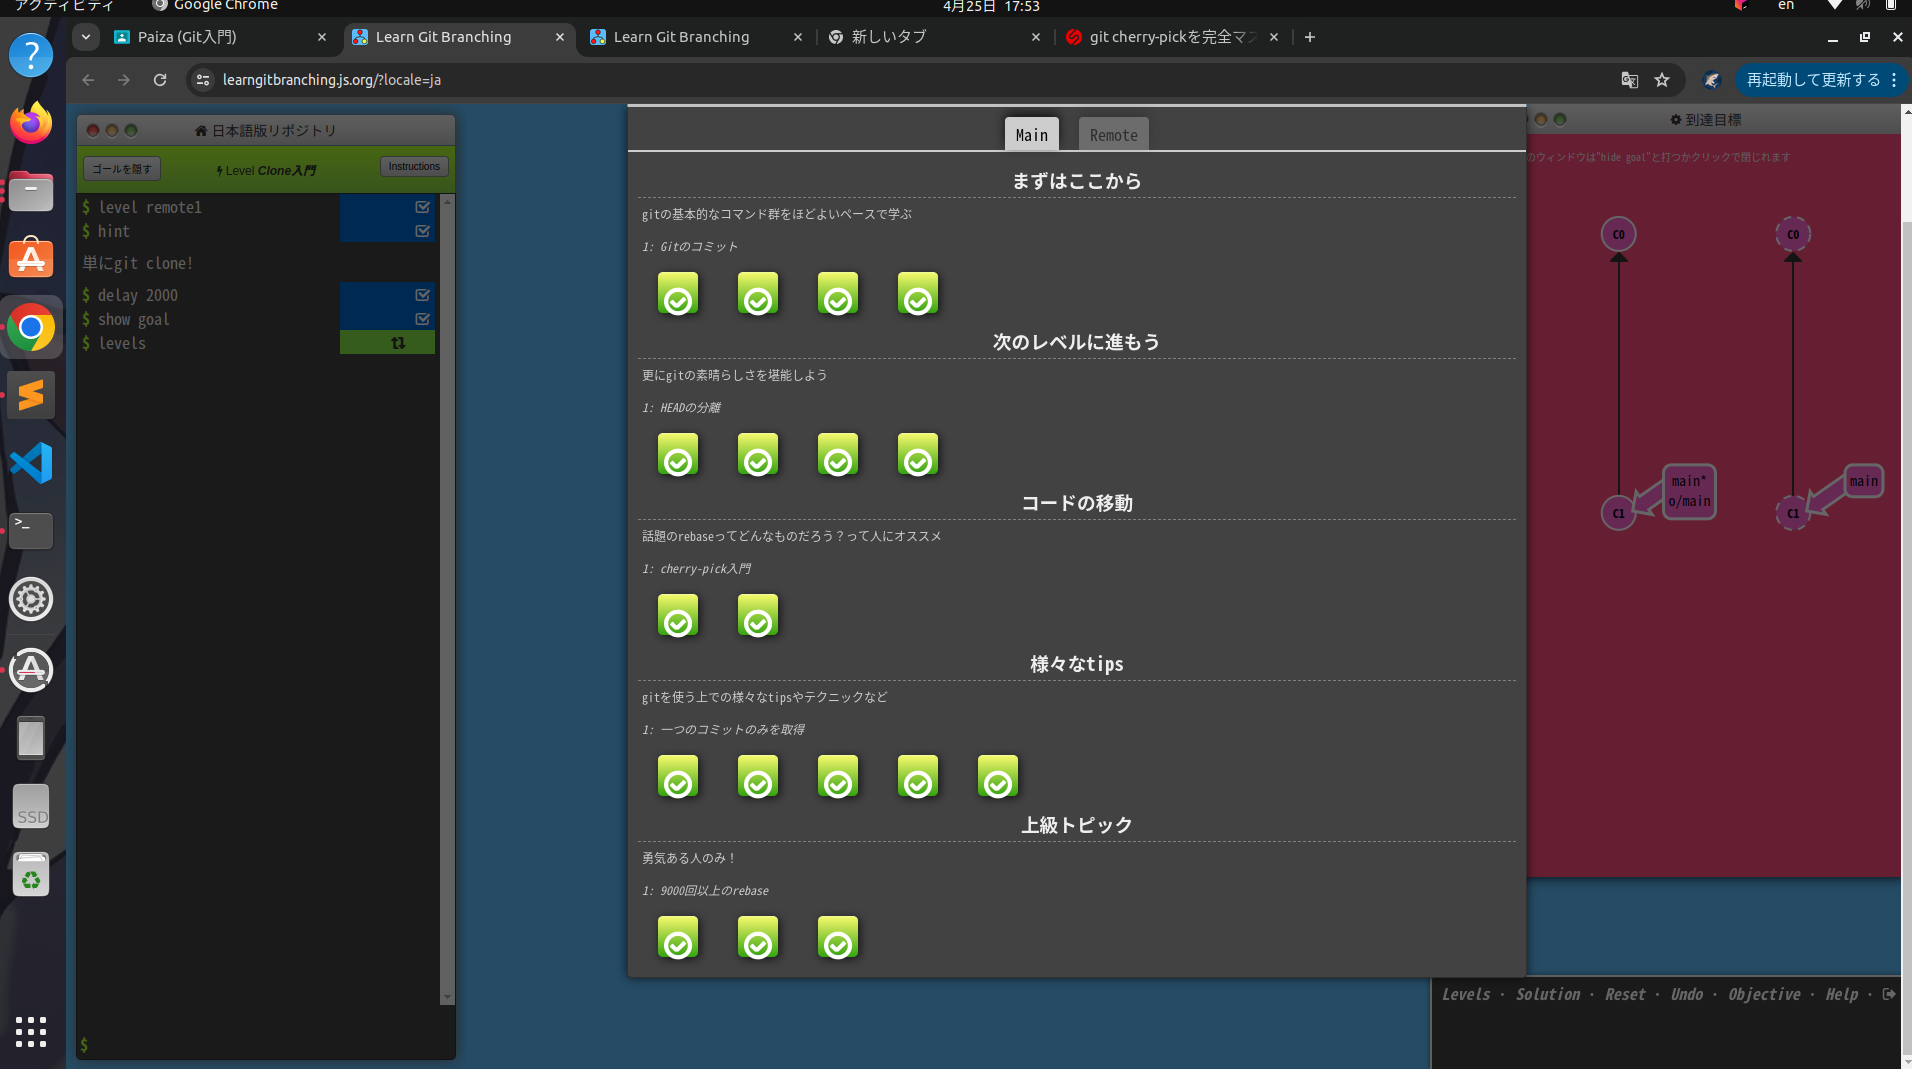 アクティビティ
Google Chrome
4月25日 17:53
en
Paiza (Git入門)
Learn Git Branching
Learn Git Branching
新しいタブ
git cherry-pickを完全マス
learngitbranching.js.org/?locale=ja
再起動して更新する
日本語版リポジトリ
ゴールを隠す
Level Clone入門
Instructions
$ level remote1
$ hint
単にgit clone!
$ delay 2000
$ show goal
$ levels
$
Main
Remote
まずはここから
gitの基本的なコマンド群をほどよいペースで学ぶ
1: Gitのコミット
次のレベルに進もう
更にgitの素晴らしさを堪能しよう
1: HEADの分離
コードの移動
話題のrebaseってどんなものだろう？って人にオススメ
1: cherry-pick入門
様々なtips
gitを使う上での様々なtipsやテクニックなど
1: 一つのコミットのみを取得
上級トピック
勇気ある人のみ！
1: 9000回以上のrebase
到達目標
のウィンドウは"hide goal"と打つかクリックで閉じれます
C0
C0
main*
o/main
main
C1
C1
Levels · Solution · Reset · Undo · Objective · Help ·
SSD